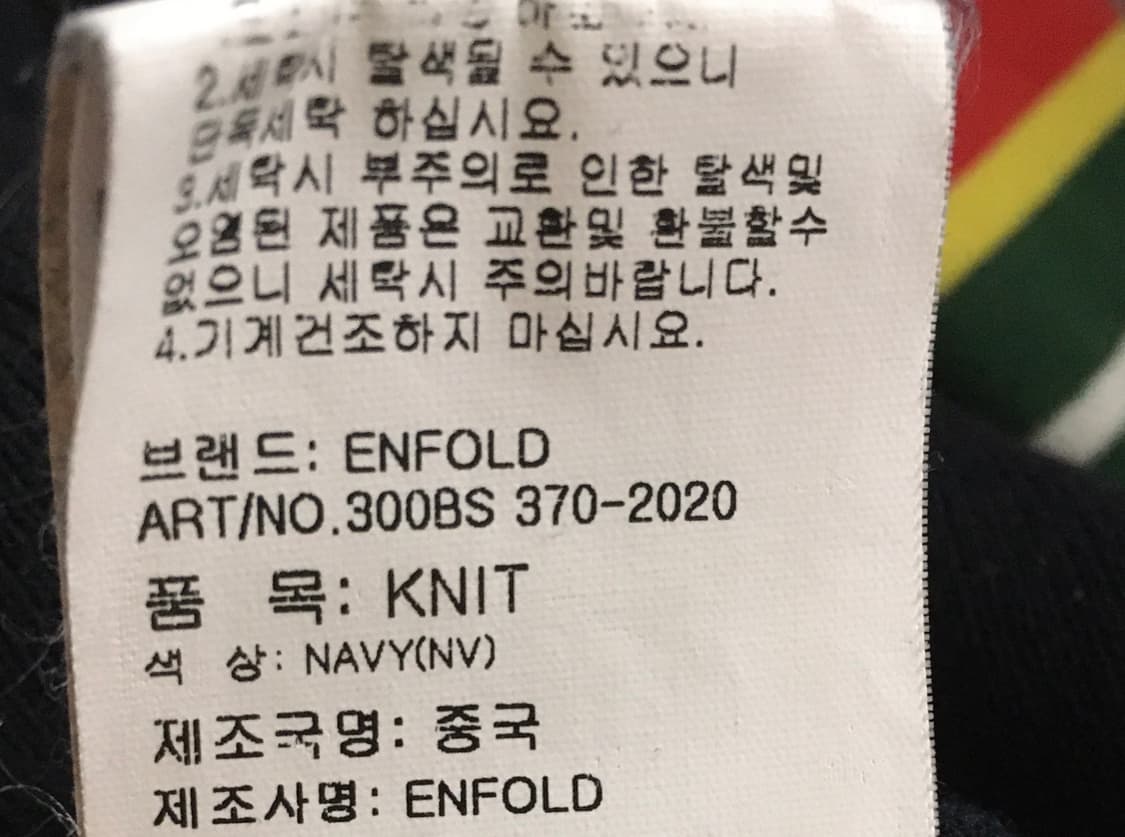 2.세탁시 탈색될 수 있으니
단독세탁 하십시요.
3.세탁시 부주의로 인한 탈색및
오염된 제품은 교환및 환불할수
없으니 세탁시 주의바랍니다.
4.기계건조하지 마십시요.
브랜드: ENFOLD
ART/NO.300BS 370-2020
품 목: KNIT
색 상: NAVY(NV)
제조국명: 중국
제조사명: ENFOLD